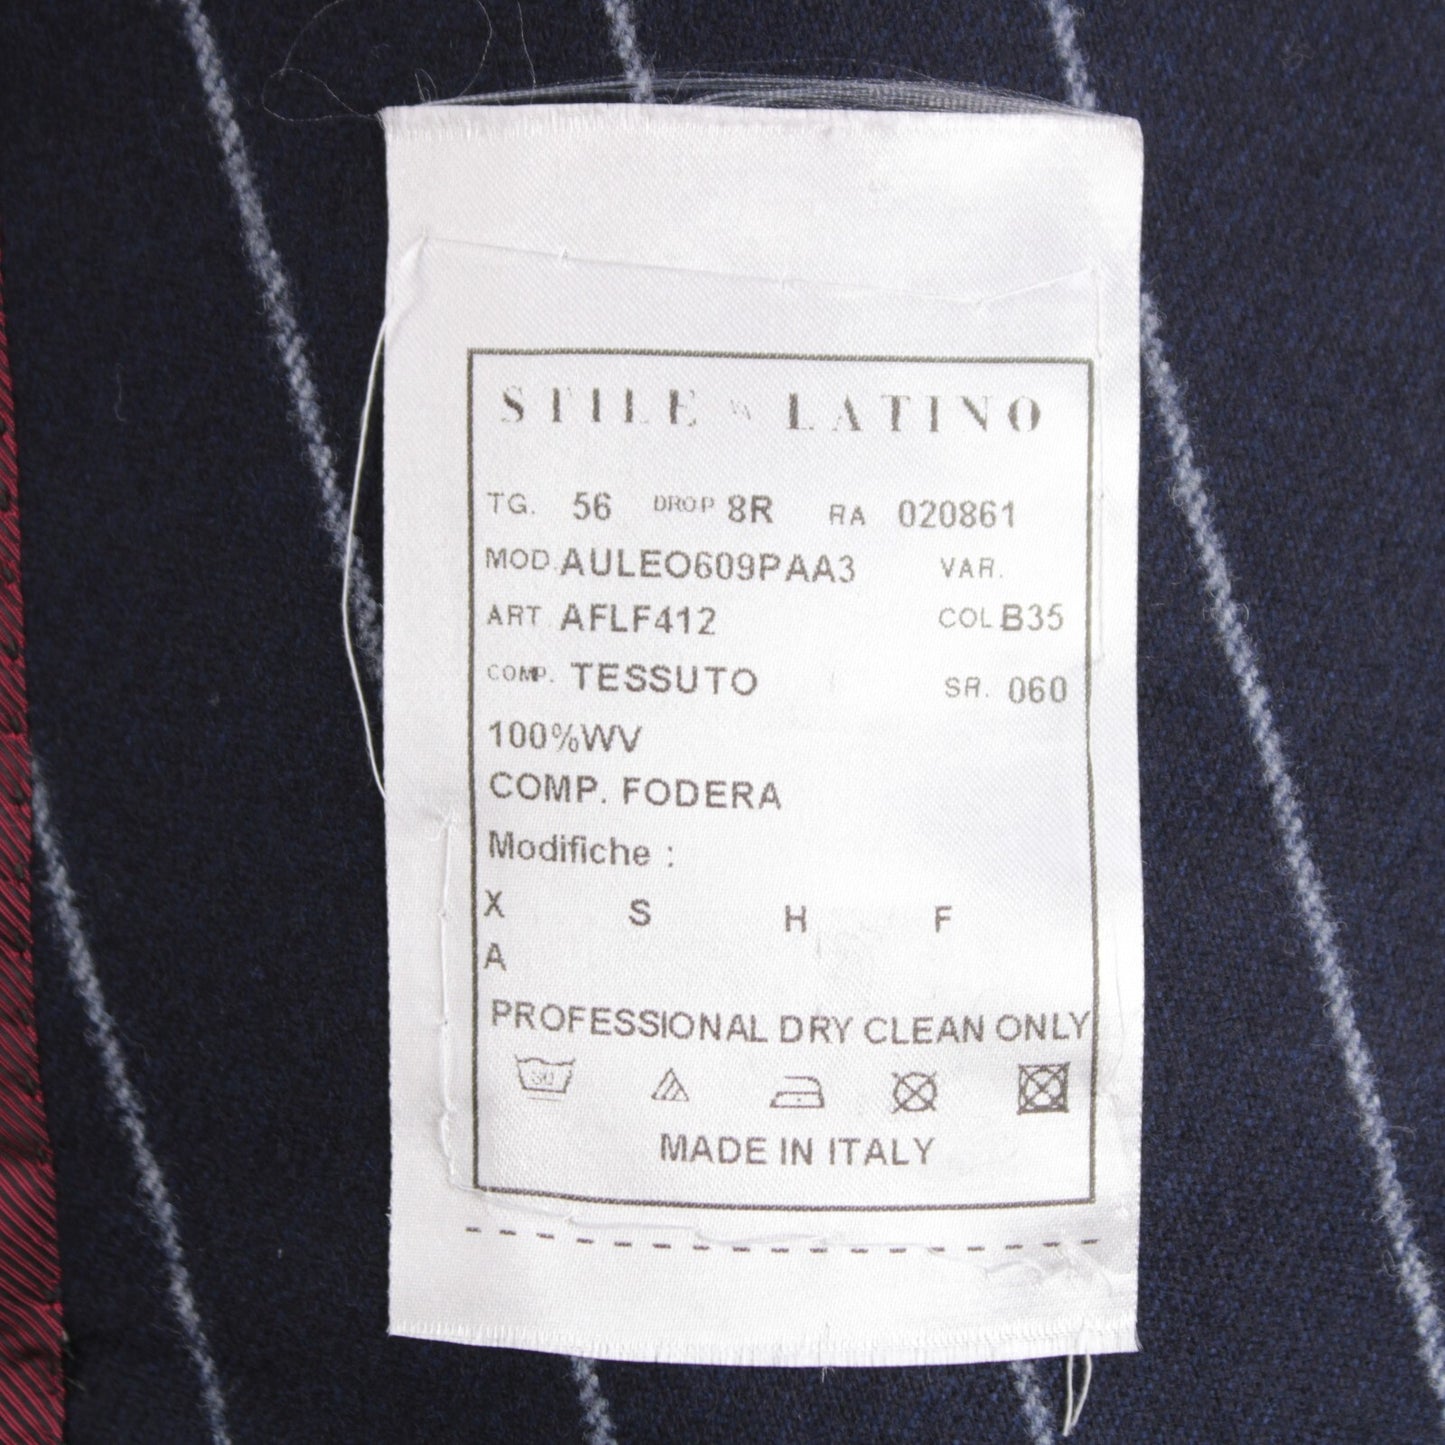 STILE LATINO
TG. 56 DROP 8R RA 020861
MOD. AULEO609PAA3 VAR.
ART. AFLF412 COL B35
COMP. TESSUTO SR. 060
100%WV
COMP. FODERA
Modifiche :
X S H F
A
PROFESSIONAL DRY CLEAN ONLY
MADE IN ITALY